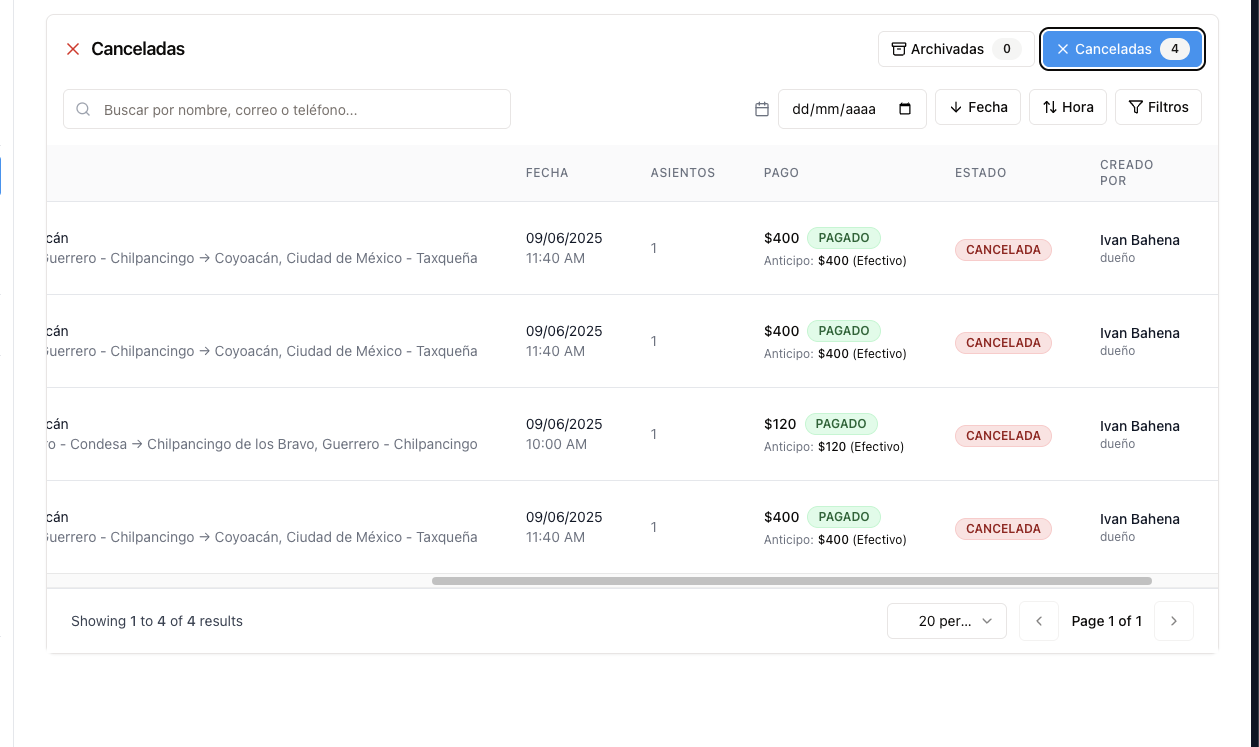 Canceladas
Archivadas 0
Canceladas 4
Buscar por nombre, correo o teléfono...
dd/mm/aaaa
Fecha
Hora
Filtros
FECHA ASIENTOS PAGO ESTADO CREADO POR
cán
Guerrero - Chilpancingo → Coyoacán, Ciudad de México - Taxqueña
09/06/2025
11:40 AM
1
$400 PAGADO
Anticipo: $400 (Efectivo)
CANCELADA
Ivan Bahena
dueño
cán
Guerrero - Chilpancingo → Coyoacán, Ciudad de México - Taxqueña
09/06/2025
11:40 AM
1
$400 PAGADO
Anticipo: $400 (Efectivo)
CANCELADA
Ivan Bahena
dueño
cán
o - Condesa → Chilpancingo de los Bravo, Guerrero - Chilpancingo
09/06/2025
10:00 AM
1
$120 PAGADO
Anticipo: $120 (Efectivo)
CANCELADA
Ivan Bahena
dueño
cán
Guerrero - Chilpancingo → Coyoacán, Ciudad de México - Taxqueña
09/06/2025
11:40 AM
1
$400 PAGADO
Anticipo: $400 (Efectivo)
CANCELADA
Ivan Bahena
dueño
Showing 1 to 4 of 4 results
20 per...
Page 1 of 1